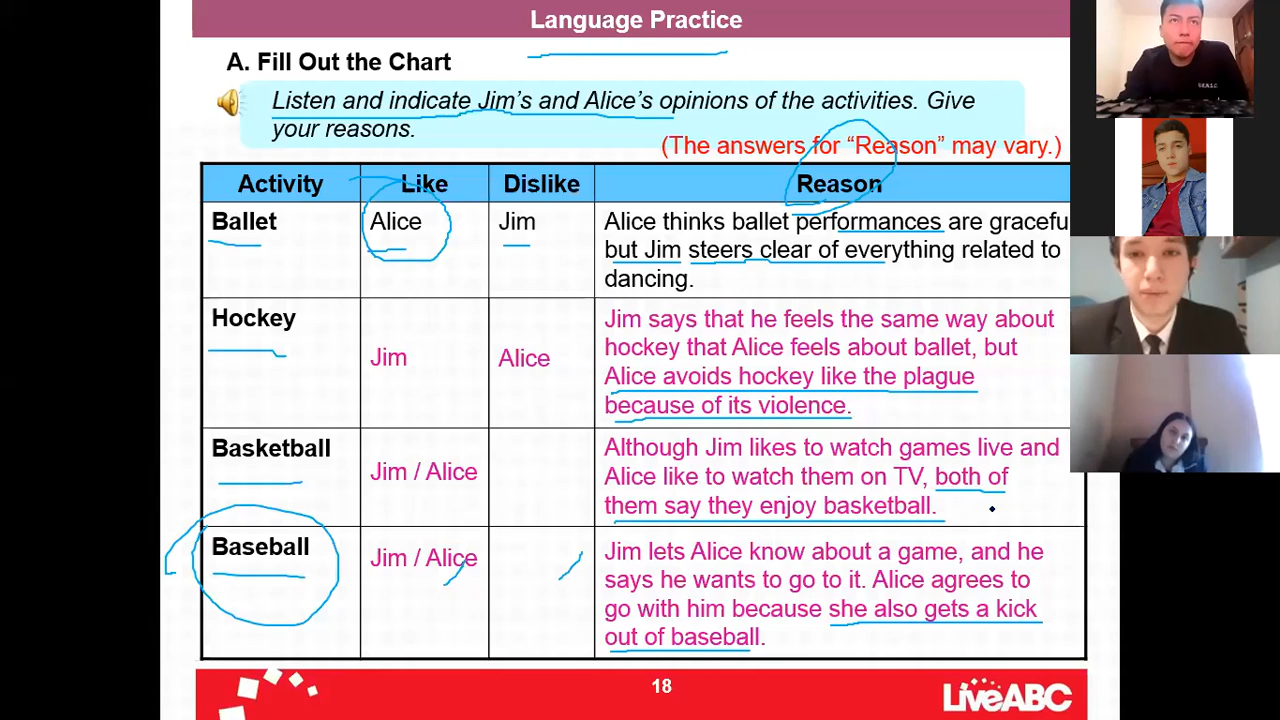 Language Practice
A. Fill Out the Chart
Listen and indicate Jim's and Alice's opinions of the activities. Give
your reasons.
(The answers for “Reason” may vary.)
Activity Like Dislike Reason
Ballet Alice Jim
Alice thinks ballet performances are
but Jim steers clear of everything related to
dancing.
Hockey Jim Alice
Jim says that he feels the same way about
hockey that Alice feels about ballet, but
Alice avoids hockey like the plague
because of its violence.
Basketball Jim / Alice
Although Jim likes to watch games live and
Alice like to watch them on TV, both of
them say they enjoy basketball.
Baseball Jim / Alice
Jim lets Alice know about a game, and he
says he wants to go to it. Alice agrees to
go with him because she also gets a kick
out of baseball.
18
LiveABC